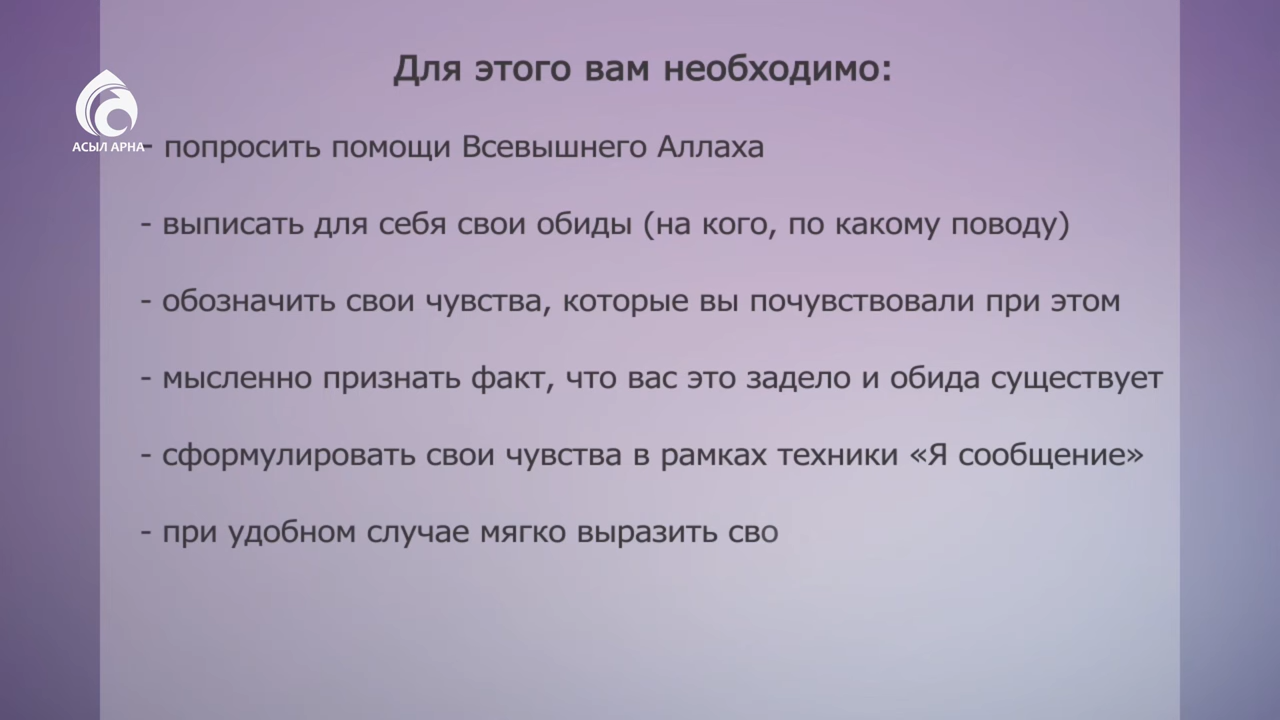 Для этого вам необходимо:
АСЫЛ АРНА
- попросить помощи Всевышнего Аллаха
- выписать для себя свои обиды (на кого, по какому поводу)
- обозначить свои чувства, которые вы почувствовали при этом
- мысленно признать факт, что вас это задело и обида существует
- сформулировать свои чувства в рамках техники «Я сообщение»
- при удобном случае мягко выразить сво